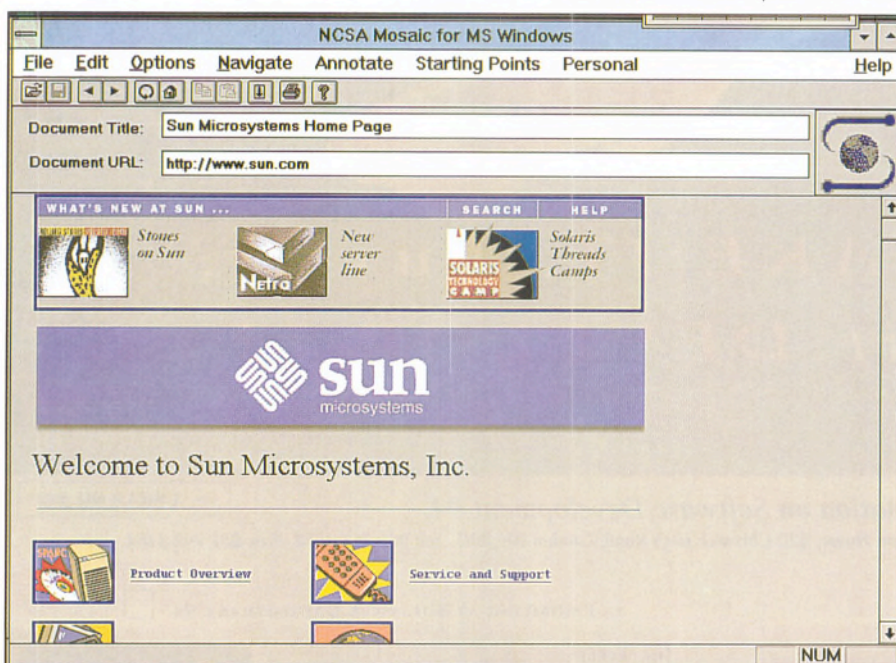 NCSA Mosaic for MS Windows
File Edit Options Navigate Annotate Starting Points Personal Help
Document Title: Sun Microsystems Home Page
Document URL: http://www.sun.com
WHAT'S NEW AT SUN ... SEARCH HELP
Stones
on Sun
Netra
New
server
line
SOLARIS
TECHNOLOGY
CAMP
Solaris
Threads
Camps
sun
microsystems
Welcome to Sun Microsystems, Inc.
SPARC
Product Overview
Service and Support
NUM